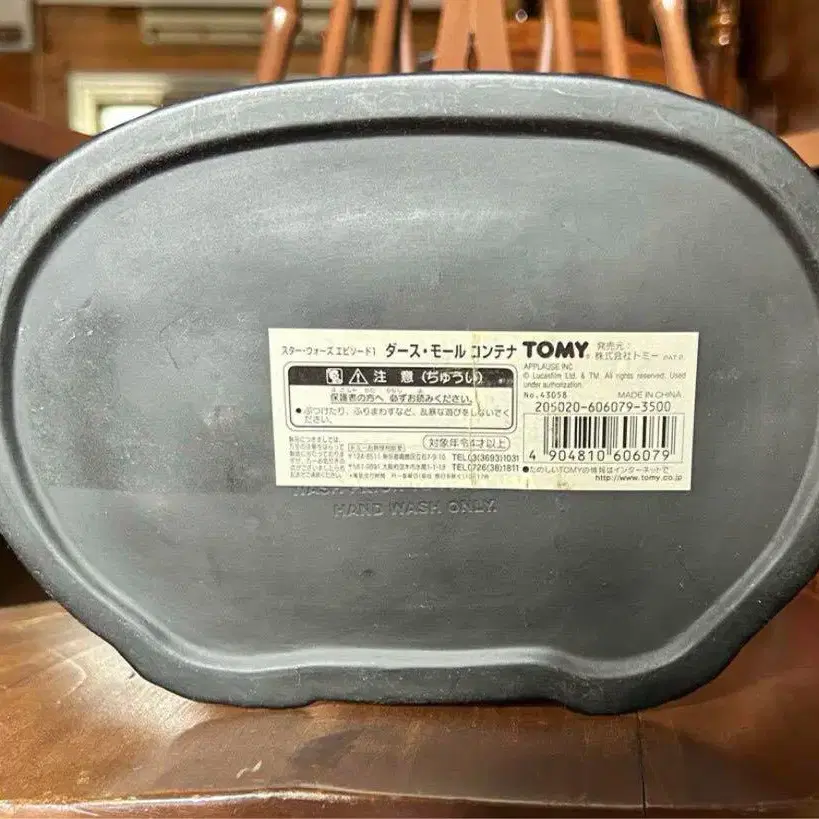 スター・ウォーズ エピソード1 ダース・モール コンテナ TOMY® 発売元: 株式会社トミー
⚠ 注 意 (ちゅうい)
保護者の方へ 必ずお読みください。
●ぶつけたり、ふりまわすなど、乱暴な遊びをしないでください。
対象年令4才以上
TEL03(3693)1031
TEL0726(38)1811
APPLAUSE INC
© Lucasfilm Ltd. & TM. All rights reserved. Used under authorization.
No.43058 MADE IN CHINA
205020-606079-3500
4 904810 606079
●たのしいTOMYの情報はインターネットで
http://www.tomy.co.jp
HAND WASH ONLY.